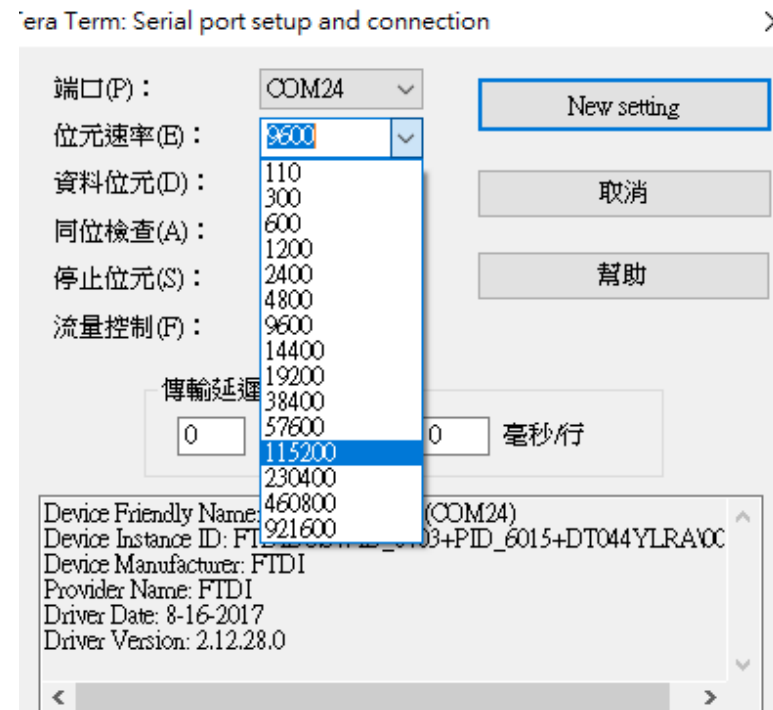 era Term: Serial port setup and connection
端口(P)： COM24 New setting
位元速率(E)： 9600
資料位元(D)： 取消
同位檢查(A)：
停止位元(S)： 幫助
流量控制(F)：
110
300
600
1200
2400
4800
9600
14400
19200
38400
57600
115200
230400
460800
921600
傳輸延遲
0 0 毫秒/行
Device Friendly Name: (COM24)
Device Instance ID: +PID_6015+DT044YLRA\
Device Manufacturer: FTDI
Provider Name: FTDI
Driver Date: 8-16-2017
Driver Version: 2.12.28.0